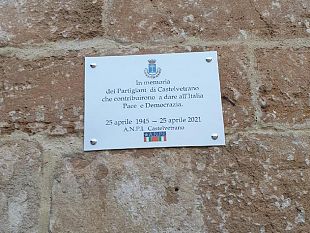 In memoria
dei Partigiani di Castelvetrano
che contribuirono a dare all'Italia
Pace e Democrazia.
25 aprile 1945 — 25 aprile 2021
A.N.P.I. Castelvetrano
A.N.P.I.